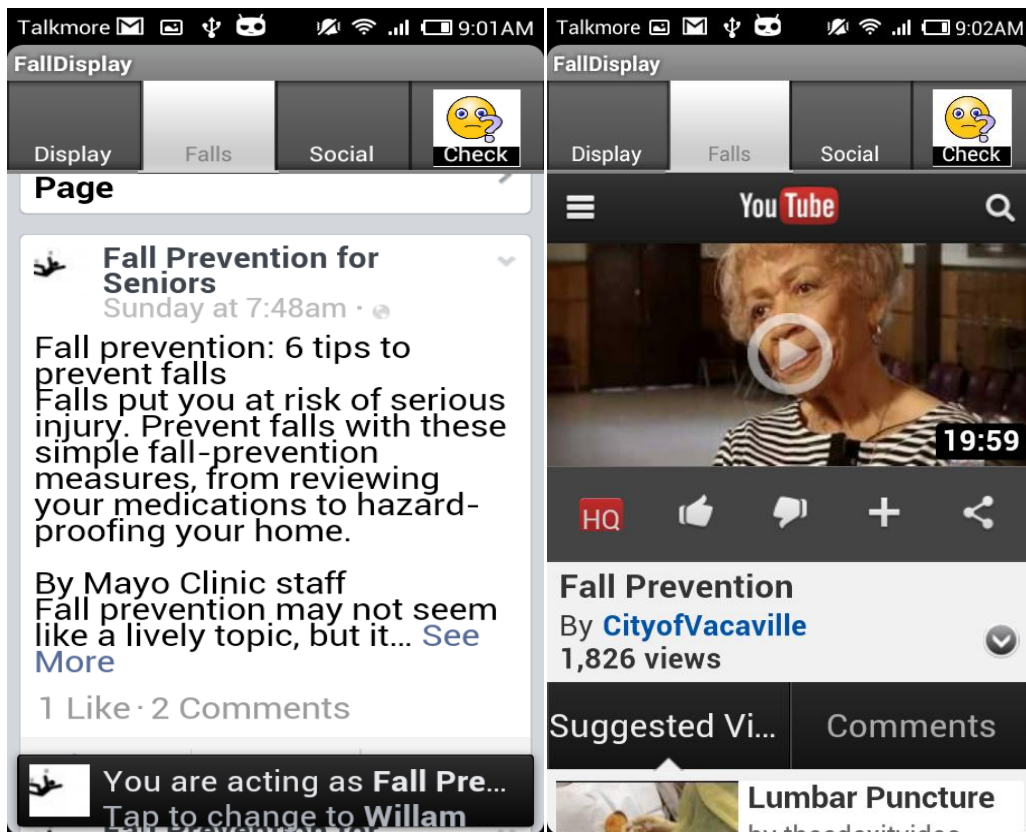 Talkmore 9:01AM
FallDisplay
Display Falls Social Check
Page
Fall Prevention for
Seniors
Sunday at 7:48am ·
Fall prevention: 6 tips to
prevent falls
Falls put you at risk of serious
injury. Prevent falls with these
simple fall-prevention
measures, from reviewing
your medications to hazard-
proofing your home.
By Mayo Clinic staff
Fall prevention may not seem
like a lively topic, but it... See
More
1 Like · 2 Comments
You are acting as Fall Pre...
Tap to change to Willam
Talkmore 9:02AM
FallDisplay
Display Falls Social Check
YouTube
19:59
HQ
Fall Prevention
By CityofVacaville
1,826 views
Suggested Vi... Comments
Lumbar Puncture